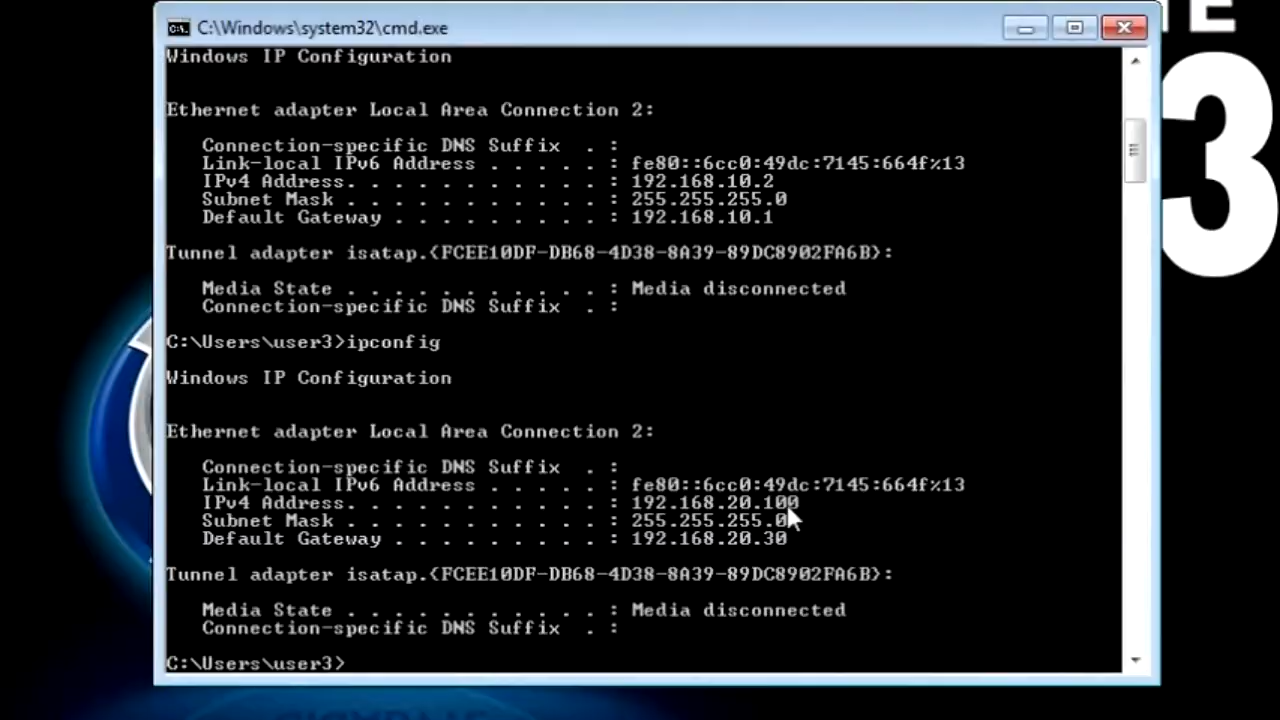 C:\Windows\system32\cmd.exe
Windows IP Configuration
Ethernet adapter Local Area Connection 2:
Connection-specific DNS Suffix . :
Link-local IPv6 Address . . . . . : fe80::6cc0:49dc:7145:664f%13
IPv4 Address. . . . . . . . . . . : 192.168.10.2
Subnet Mask . . . . . . . . . . . : 255.255.255.0
Default Gateway . . . . . . . . . : 192.168.10.1
Tunnel adapter isatap.{FCEE10DF-DB68-4D38-8A39-89DC8902FA6B}:
Media State . . . . . . . . . . . : Media disconnected
Connection-specific DNS Suffix . :
C:\Users\user3>ipconfig
Windows IP Configuration
Ethernet adapter Local Area Connection 2:
Connection-specific DNS Suffix . :
Link-local IPv6 Address . . . . . : fe80::6cc0:49dc:7145:664f%13
IPv4 Address. . . . . . . . . . . : 192.168.20.100
Subnet Mask . . . . . . . . . . . : 255.255.255.0
Default Gateway . . . . . . . . . : 192.168.20.30
Tunnel adapter isatap.{FCEE10DF-DB68-4D38-8A39-89DC8902FA6B}:
Media State . . . . . . . . . . . : Media disconnected
Connection-specific DNS Suffix . :
C:\Users\user3>
3